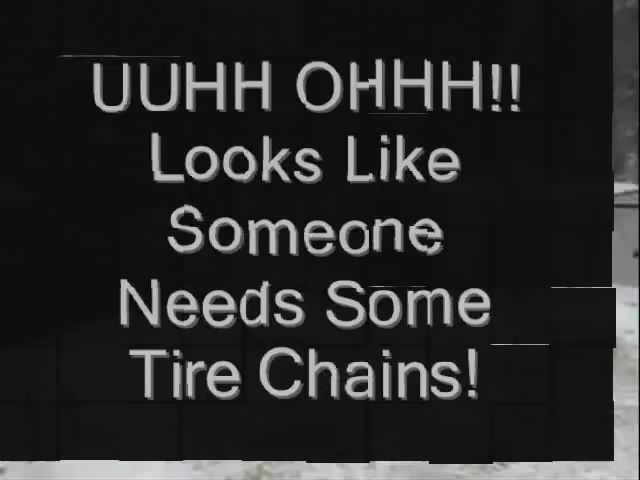 UUHH OHHH!!
Looks Like
Someone
Needs Some
Tire Chains!